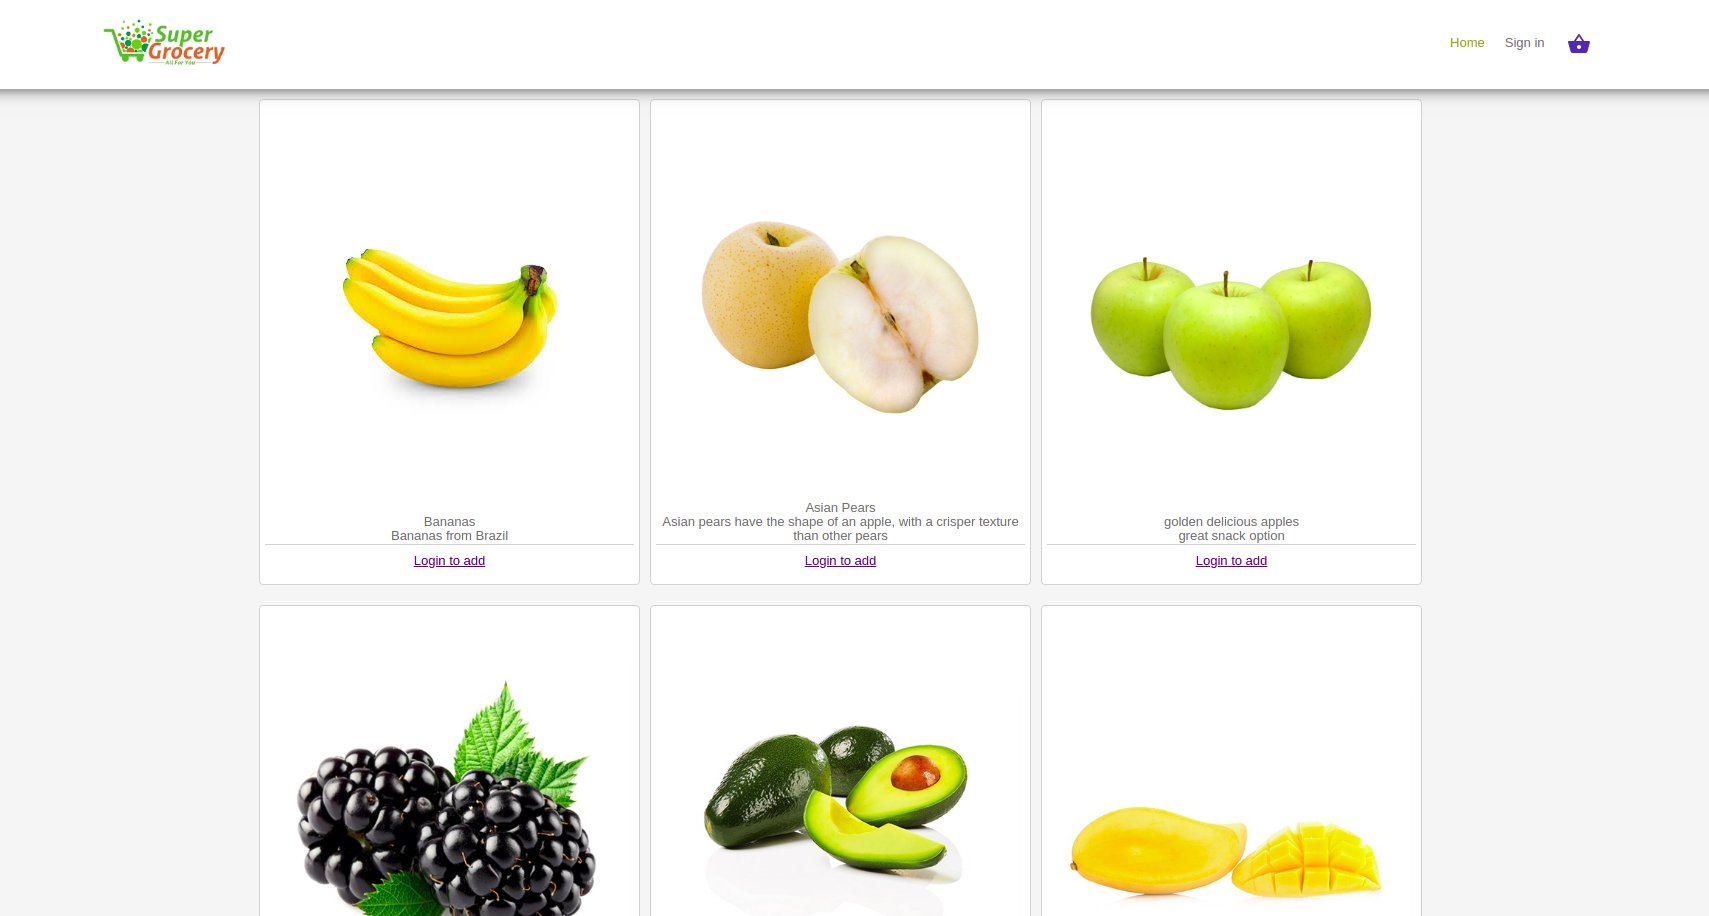 Super
Grocery
All For You
Home
Sign in
Bananas
Bananas from Brazil
Login to add
Asian Pears
Asian pears have the shape of an apple, with a crisper texture
than other pears
Login to add
golden delicious apples
great snack option
Login to add